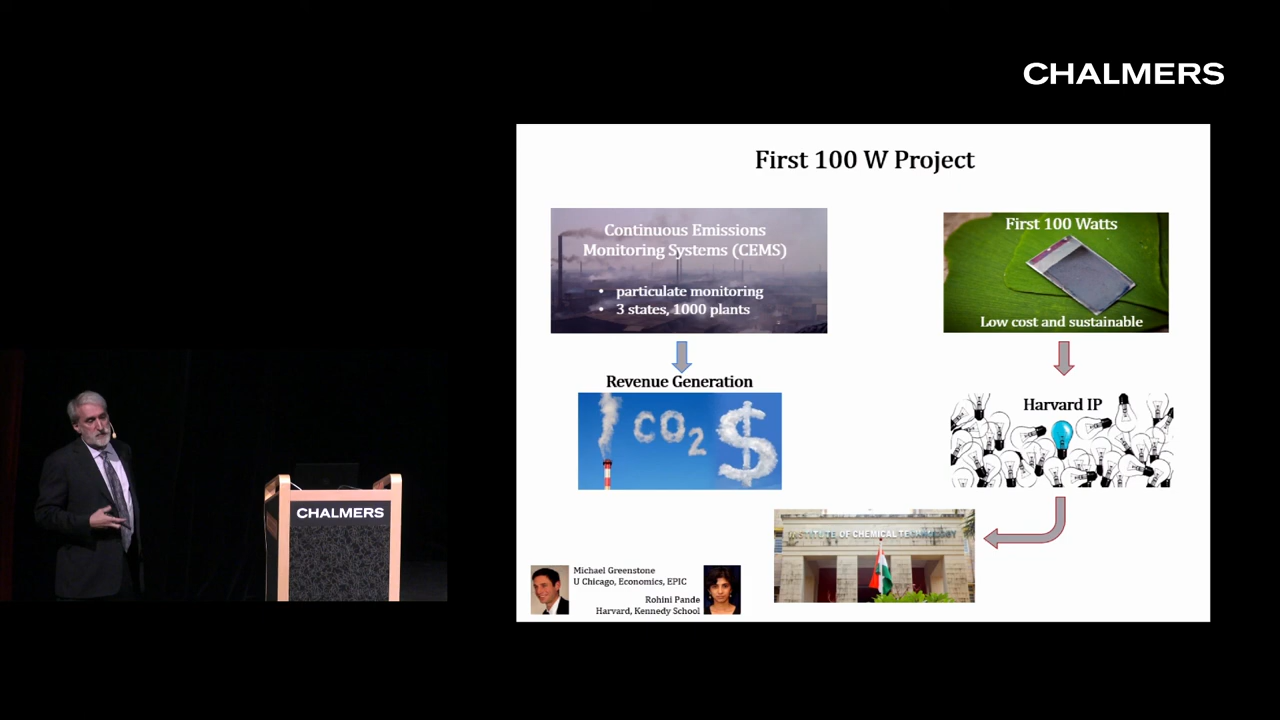 CHALMERS
First 100 W Project
Continuous Emissions
Monitoring Systems (CEMS)
• particulate monitoring
• 3 states, 1000 plants
First 100 Watts
Low cost and sustainable
Revenue Generation
CO2 $
Harvard IP
INSTITUTE OF CHEMICAL TECHNOLOGY
Michael Greenstone
U Chicago, Economics, EPIC
Rohini Pande
Harvard, Kennedy School
CHALMERS